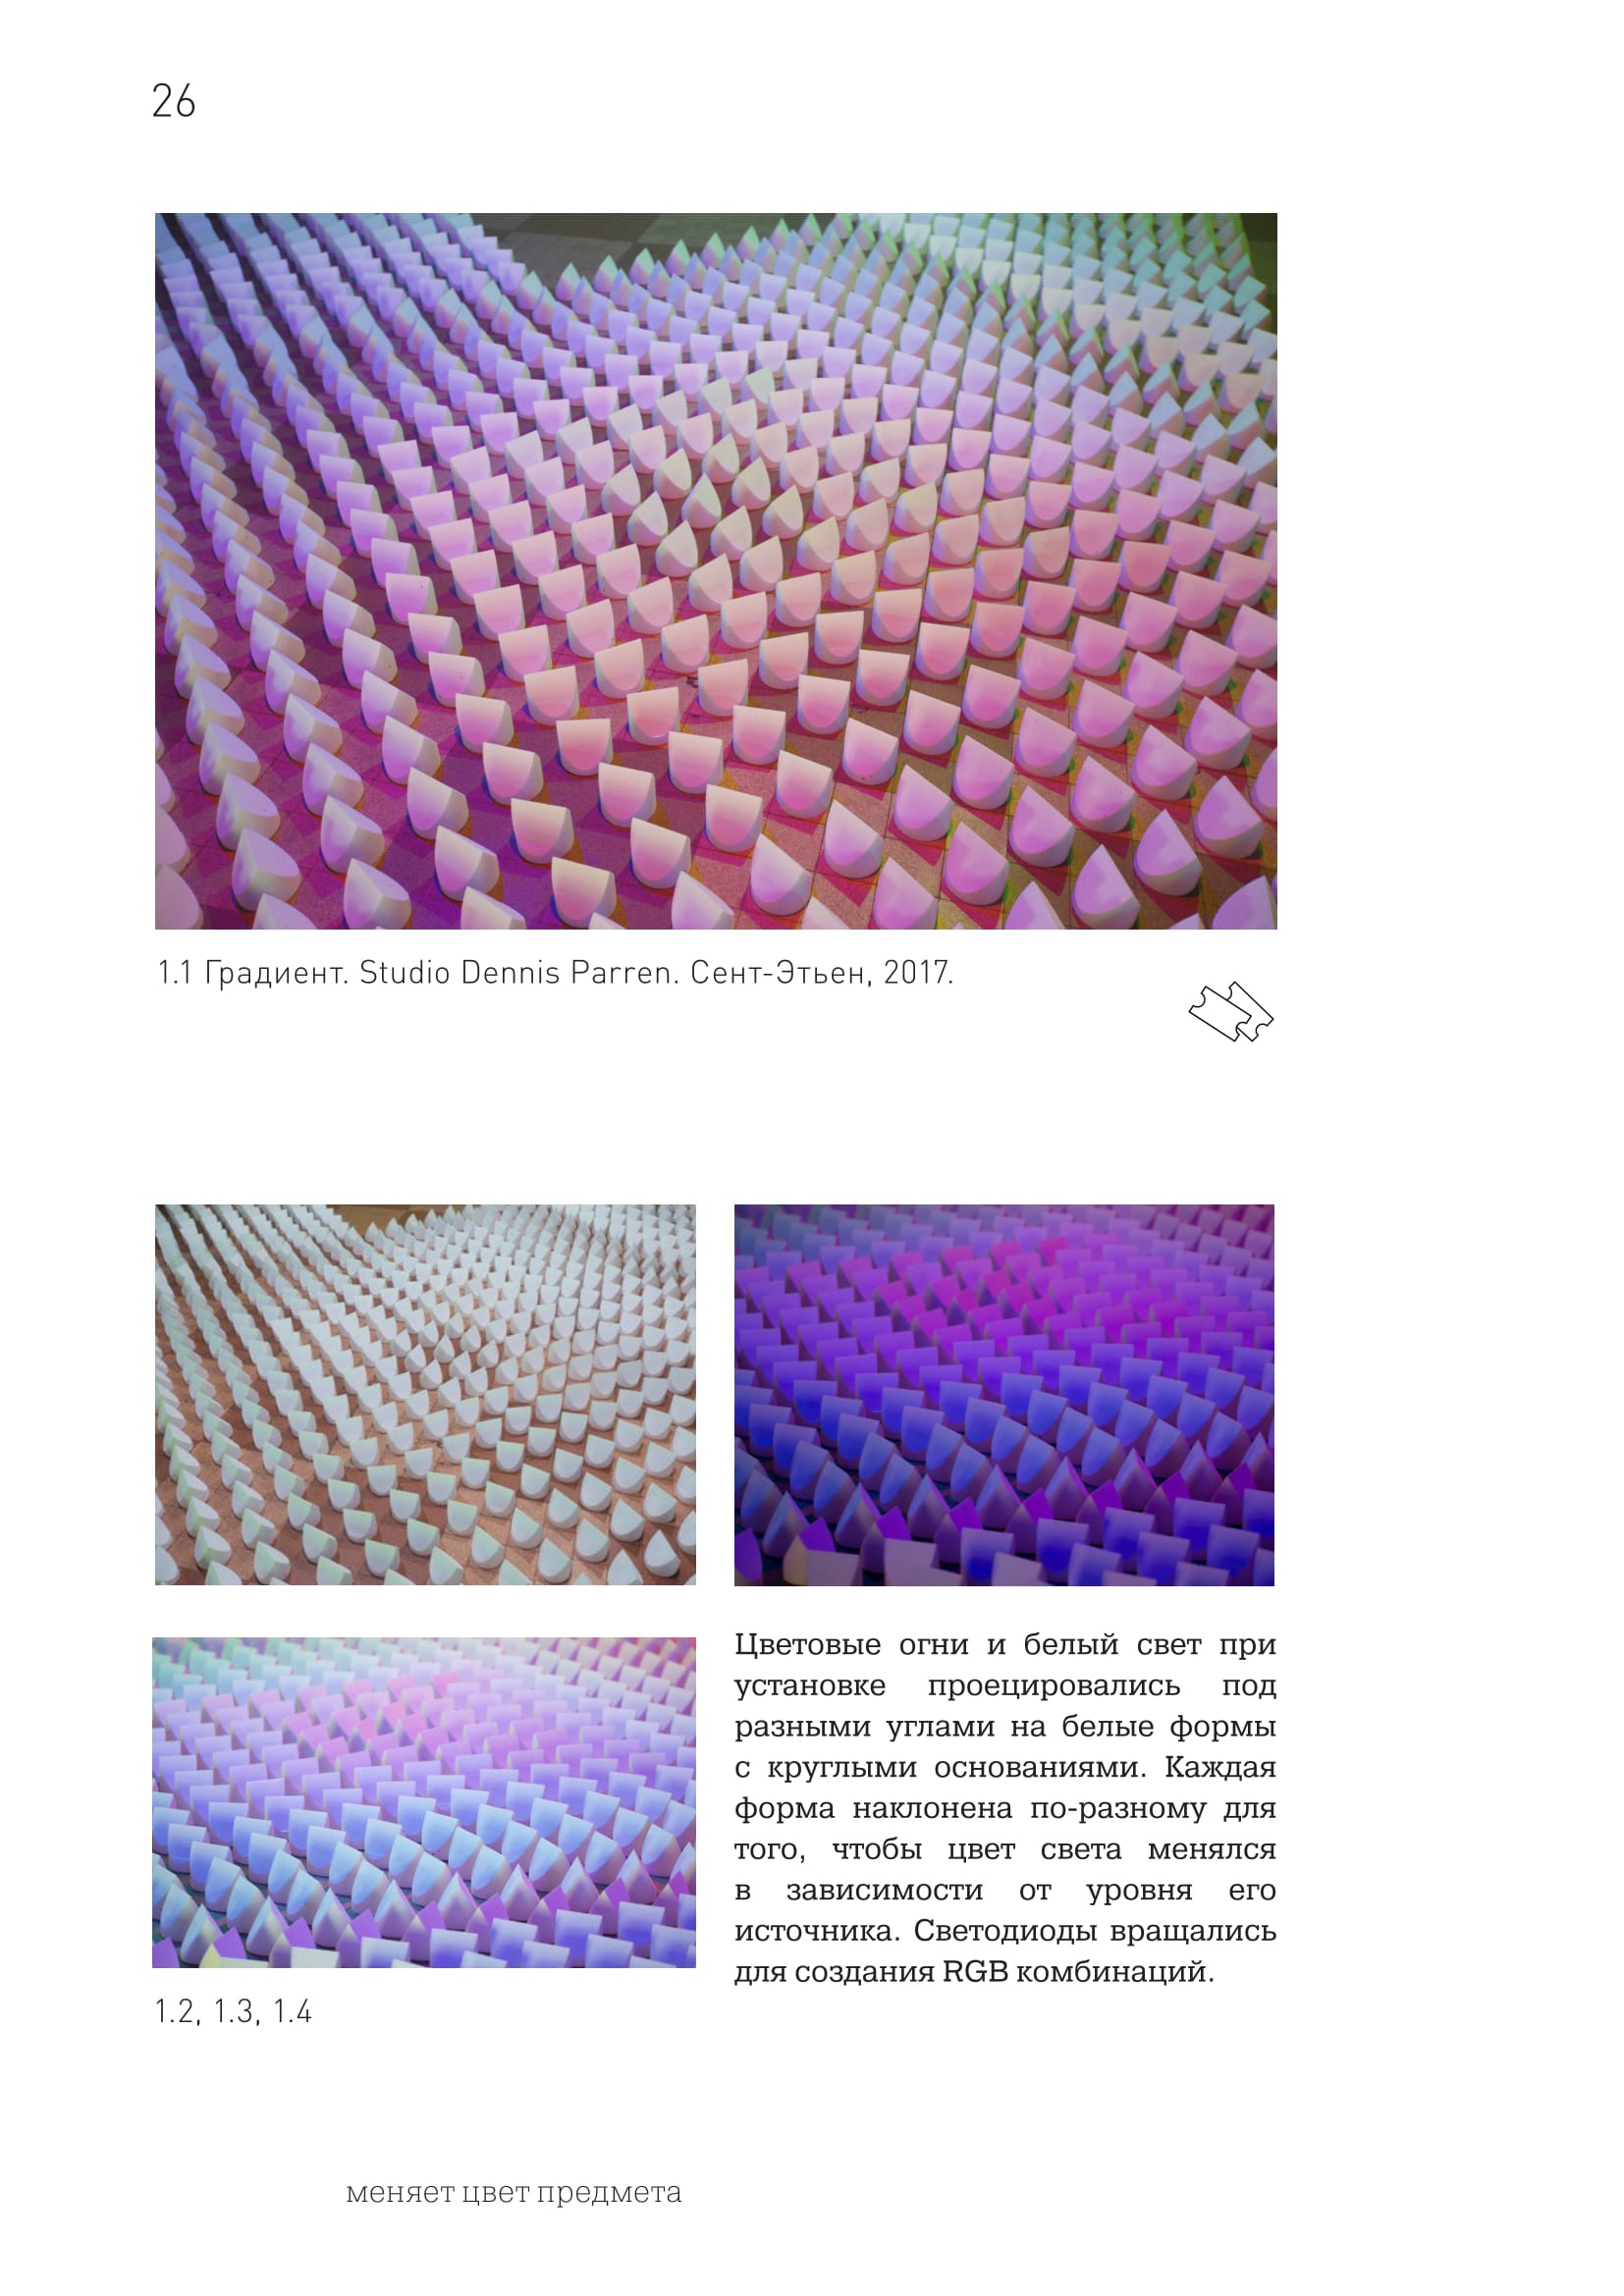 26
1.1 Градиент. Studio Dennis Parren. Сент-Этьен, 2017.
Цветовые огни и белый свет при
установке проецировались под
разными углами на белые формы
с круглыми основаниями. Каждая
форма наклонена по-разному для
того, чтобы цвет света менялся
в зависимости от уровня его
источника. Светодиоды вращались
для создания RGB комбинаций.
1.2, 1.3, 1.4
меняет цвет предмета